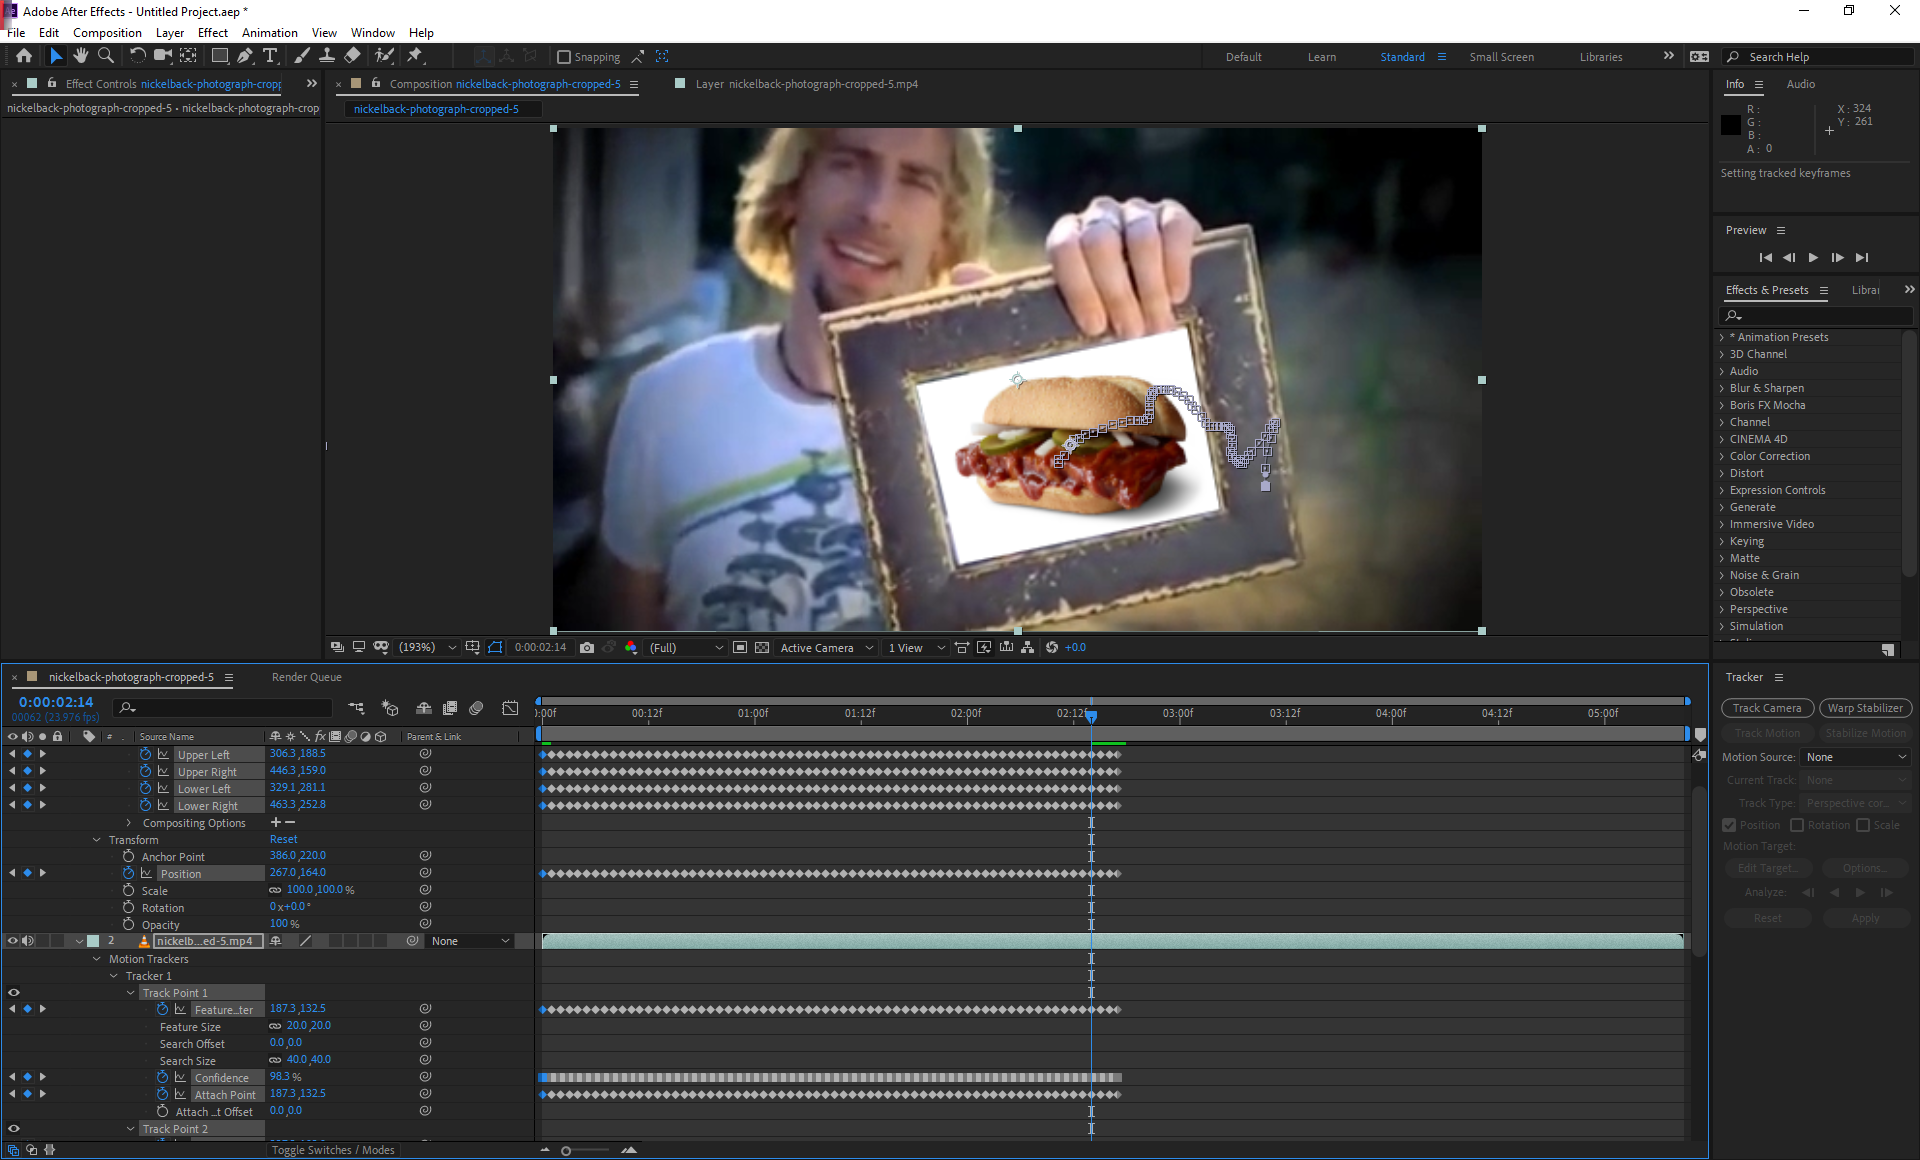 Adobe After Effects - Untitled Project.aep *
File Edit Composition Layer Effect Animation View Window Help
Snapping
Default Learn Standard Small Screen Libraries
Search Help
Effect Controls nickelback-photograph-cropp
Composition nickelback-photograph-cropped-5
Layer nickelback-photograph-cropped-5.mp4
nickelback-photograph-cropped-5 • nickelback-photograph-crop
nickelback-photograph-cropped-5
Info Audio
R :
G :
B :
A : 0
X : 324
Y : 261
Setting tracked keyframes
Preview
Effects & Presets Librar
* Animation Presets
3D Channel
Audio
Blur & Sharpen
Boris FX Mocha
Channel
CINEMA 4D
Color Correction
Distort
Expression Controls
Generate
Immersive Video
Keying
Matte
Noise & Grain
Obsolete
Perspective
Simulation
(193%) 0:00:02:14 (Full) Active Camera 1 View +0.0
nickelback-photograph-cropped-5 Render Queue
0:00:02:14
00062 (23.976 fps)
):00f 00:12f 01:00f 01:12f 02:00f 02:12f 03:00f 03:12f 04:00f 04:12f 05:00f
# . Source Name fx Parent & Link
Upper Left 306.3,188.5
Upper Right 446.3,159.0
Lower Left 329.1,281.1
Lower Right 463.3,252.8
Compositing Options
Transform Reset
Anchor Point 386.0,220.0
Position 267.0,164.0
Scale 100.0,100.0 %
Rotation 0x+0.0°
Opacity 100 %
2 nickelb...ed-5.mp4 None
Motion Trackers
Tracker 1
Track Point 1
Feature...ter 187.3,132.5
Feature Size 20.0,20.0
Search Offset 0.0,0.0
Search Size 40.0,40.0
Confidence 98.3 %
Attach Point 187.3,132.5
Attach ...t Offset 0.0,0.0
Track Point 2
Toggle Switches / Modes
Tracker
Track Camera Warp Stabilizer
Track Motion Stabilize Motion
Motion Source: None
Current Track: None
Track Type: Perspective cor...
Position Rotation Scale
Motion Target:
Edit Target... Options...
Analyze:
Reset Apply